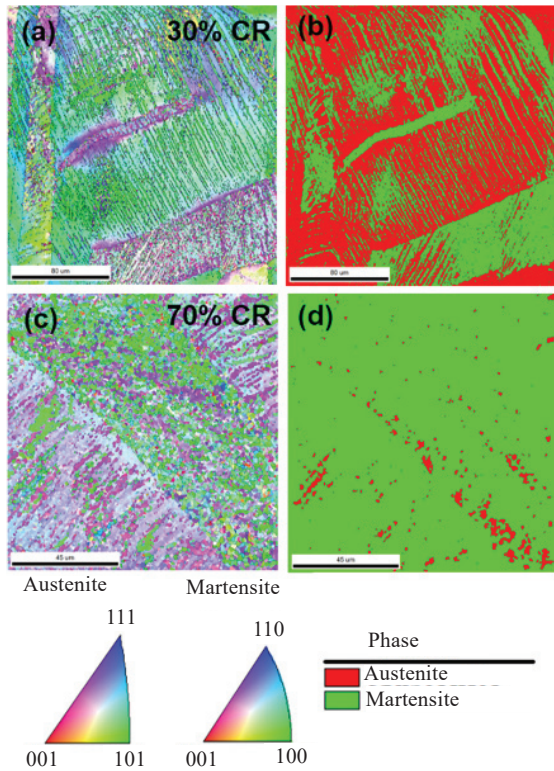 (a) 30% CR
80 um
(b)
80 um
(c) 70% CR
45 um
(d)
45 um
Austenite Martensite
111
001 101
110
001 100
Phase
Austenite
Martensite